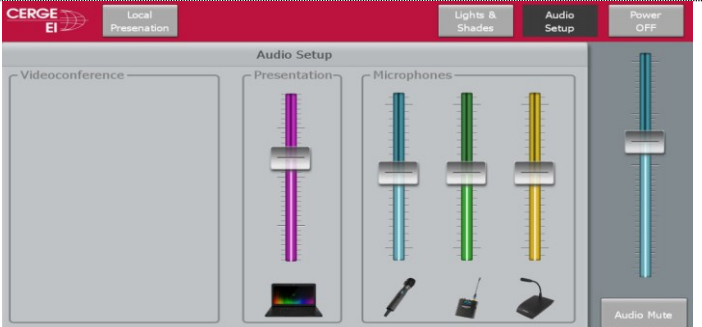 CERGE
EI
Local
Presenation
Lights &
Shades
Audio
Setup
Power
OFF
Audio Setup
Videoconference
Presentation
Microphones
Audio Mute